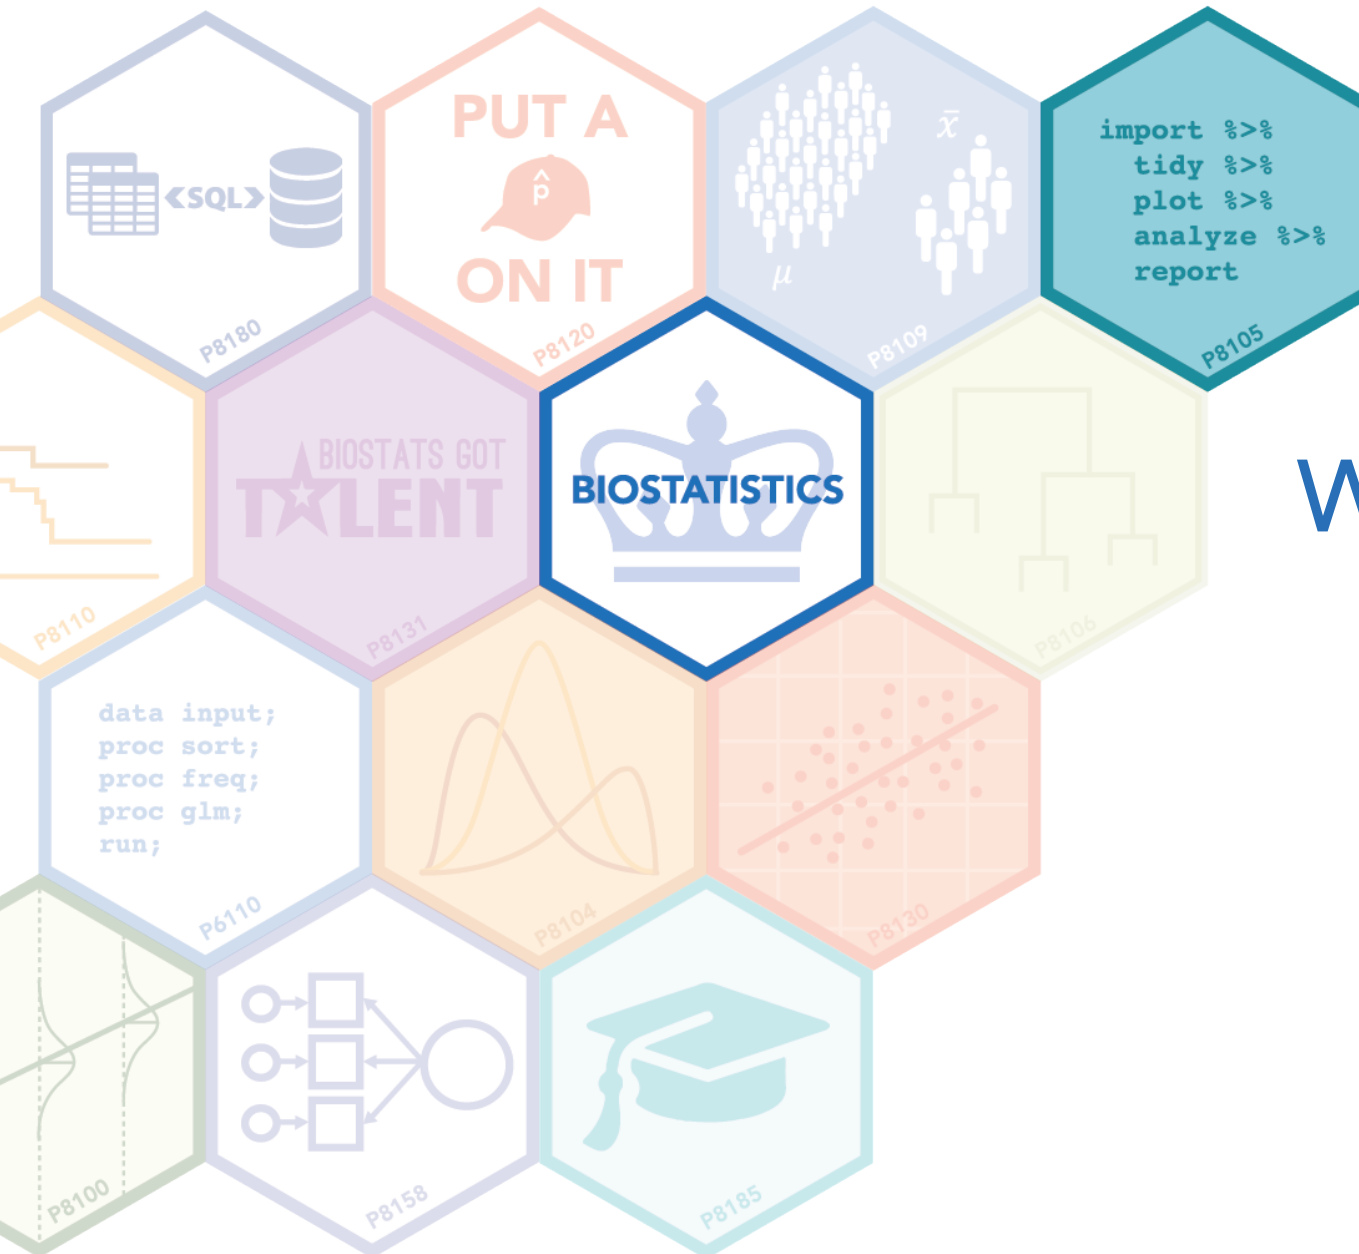 <SQL>
P8180
PUT A
p̂
ON IT
P8120
x̄
μ
P8109
import %>%
tidy %>%
plot %>%
analyze %>%
report
P8105
P8110
BIOSTATS GOT
TALENT
P8131
BIOSTATISTICS
P8106
W
data input;
proc sort;
proc freq;
proc glm;
run;
P6110
P8104
P8130
P8100
P8158
P8185